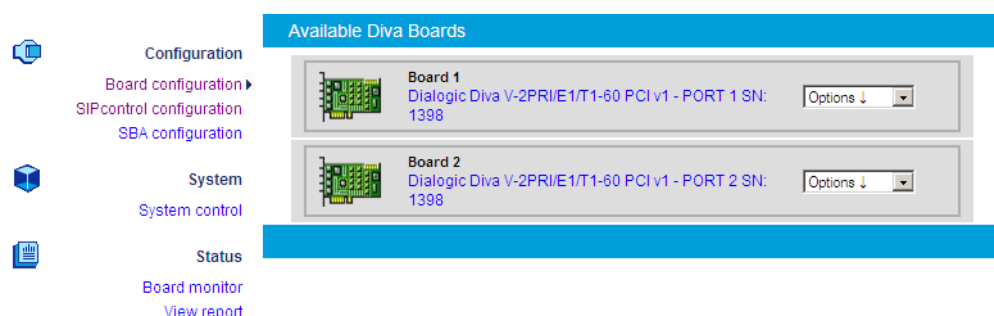 Configuration
Board configuration
SIPcontrol configuration
SBA configuration
System
System control
Status
Board monitor
View report
Available Diva Boards
Board 1
Dialogic Diva V-2PRI/E1/T1-60 PCI v1 - PORT 1 SN:
1398
Options ↓
Board 2
Dialogic Diva V-2PRI/E1/T1-60 PCI v1 - PORT 2 SN:
1398
Options ↓